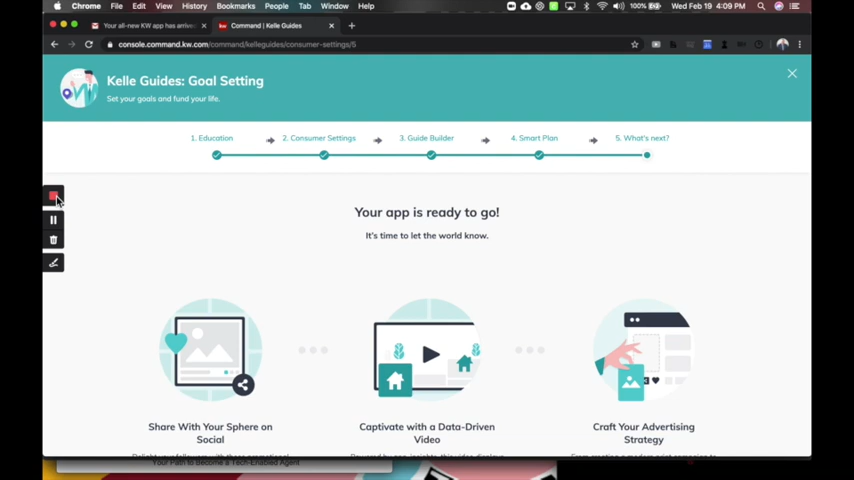 Chrome File Edit View History Bookmarks People Tab Window Help 100% Wed Feb 19 4:09 PM
Your all-new KW app has arrive
Command | Kelle Guides
console.command.kw.com/command/kelleguides/consumer-settings/5
Kelle Guides: Goal Setting
Set your goals and fund your life.
1. Education 2. Consumer Settings 3. Guide Builder 4. Smart Plan 5. What's next?
Your app is ready to go!
It's time to let the world know.
Share With Your Sphere on
Social
Captivate with a Data-Driven
Video
Craft Your Advertising
Strategy
Your Path to Become a Tech-Enabled Agent